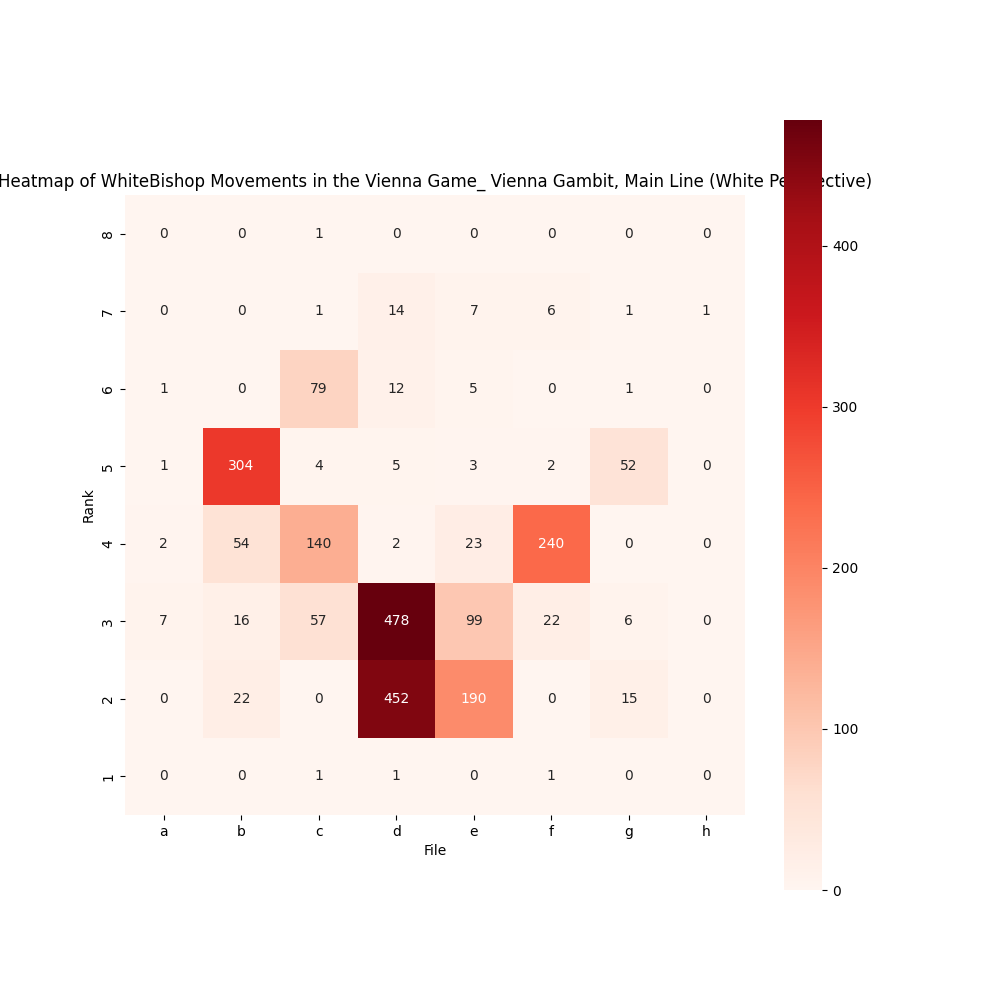 Heatmap of WhiteBishop Movements in the Vienna Game_ Vienna Gambit, Main Line (White Pe ective)
8 0 0 1 0 0 0 0 0
7 0 0 1 14 7 6 1 1
6 1 0 79 12 5 0 1 0
5 1 304 4 5 3 2 52 0
4 2 54 140 2 23 240 0 0
3 7 16 57 478 99 22 6 0
2 0 22 0 452 190 0 15 0
1 0 0 1 1 0 1 0 0
a b c d e f g h
File
Rank
400
300
200
100
0